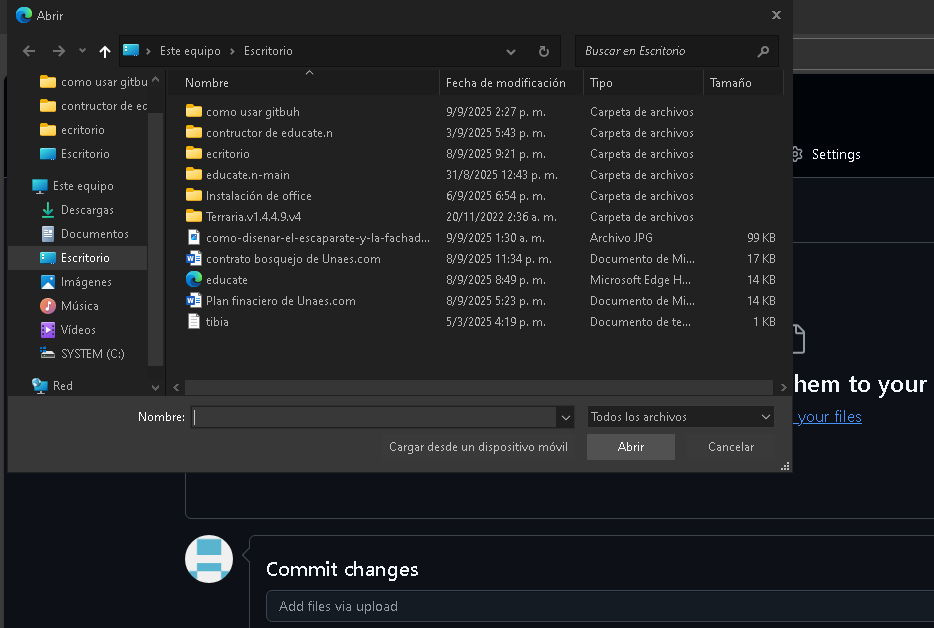 Abrir
Este equipo > Escritorio
Buscar en Escritorio
como usar gitbu
contructor de ec
ecritorio
Escritorio
Este equipo
Descargas
Documentos
Escritorio
Imágenes
Música
Vídeos
SYSTEM (C:)
Red
Nombre Fecha de modificación Tipo Tamaño
como usar gitbuh 9/9/2025 2:27 p. m. Carpeta de archivos
contructor de educate.n 3/9/2025 5:43 p. m. Carpeta de archivos
ecritorio 8/9/2025 9:21 p. m. Carpeta de archivos
educate.n-main 31/8/2025 12:43 p. m. Carpeta de archivos
Instalación de office 6/9/2025 6:54 p. m. Carpeta de archivos
Terraria.v1.4.4.9.v4 20/11/2022 2:36 a. m. Carpeta de archivos
como-disenar-el-escaparate-y-la-fachad... 9/9/2025 1:30 a. m. Archivo JPG 99 KB
contrato bosquejo de Unaes.com 8/9/2025 11:34 p. m. Documento de Mi... 17 KB
educate 8/9/2025 8:49 p. m. Microsoft Edge H... 14 KB
Plan finaciero de Unaes.com 8/9/2025 5:23 p. m. Documento de Mi... 14 KB
tibia 5/3/2025 4:19 p. m. Documento de te... 1 KB
Nombre:
Todos los archivos
Cargar desde un dispositivo móvil
Abrir
Cancelar
Settings
hem to your
your files
Commit changes
Add files via upload